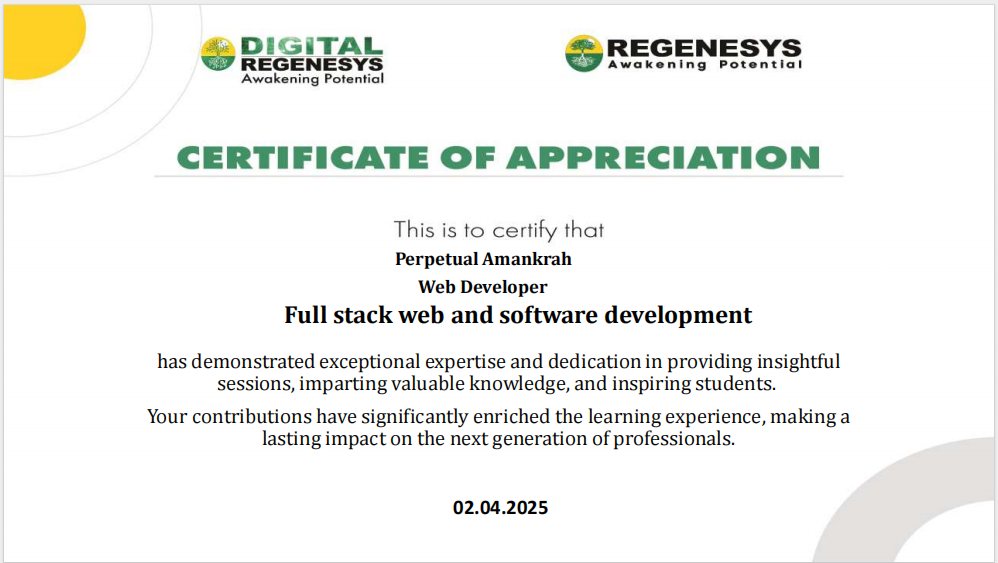 DIGITAL
REGENESYS
Awakening Potential
REGENESYS
Awakening Potential
CERTIFICATE OF APPRECIATION
This is to certify that
Perpetual Amankrah
Web Developer
Full stack web and software development
has demonstrated exceptional expertise and dedication in providing insightful
sessions, imparting valuable knowledge, and inspiring students.
Your contributions have significantly enriched the learning experience, making a
lasting impact on the next generation of professionals.
02.04.2025